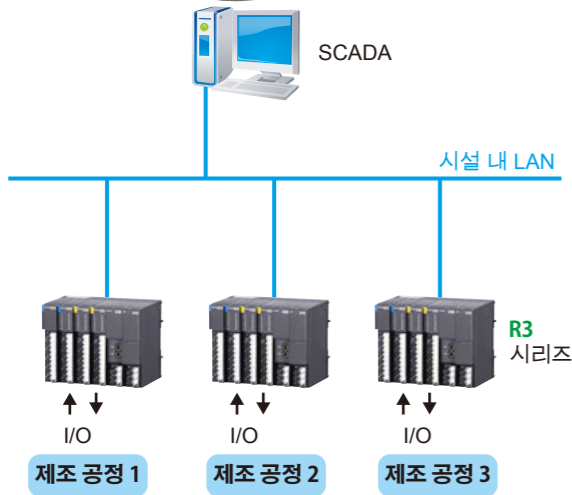 SCADA
시설 내 LAN
R3
시리즈
I/O
I/O
I/O
제조 공정 1
제조 공정 2
제조 공정 3